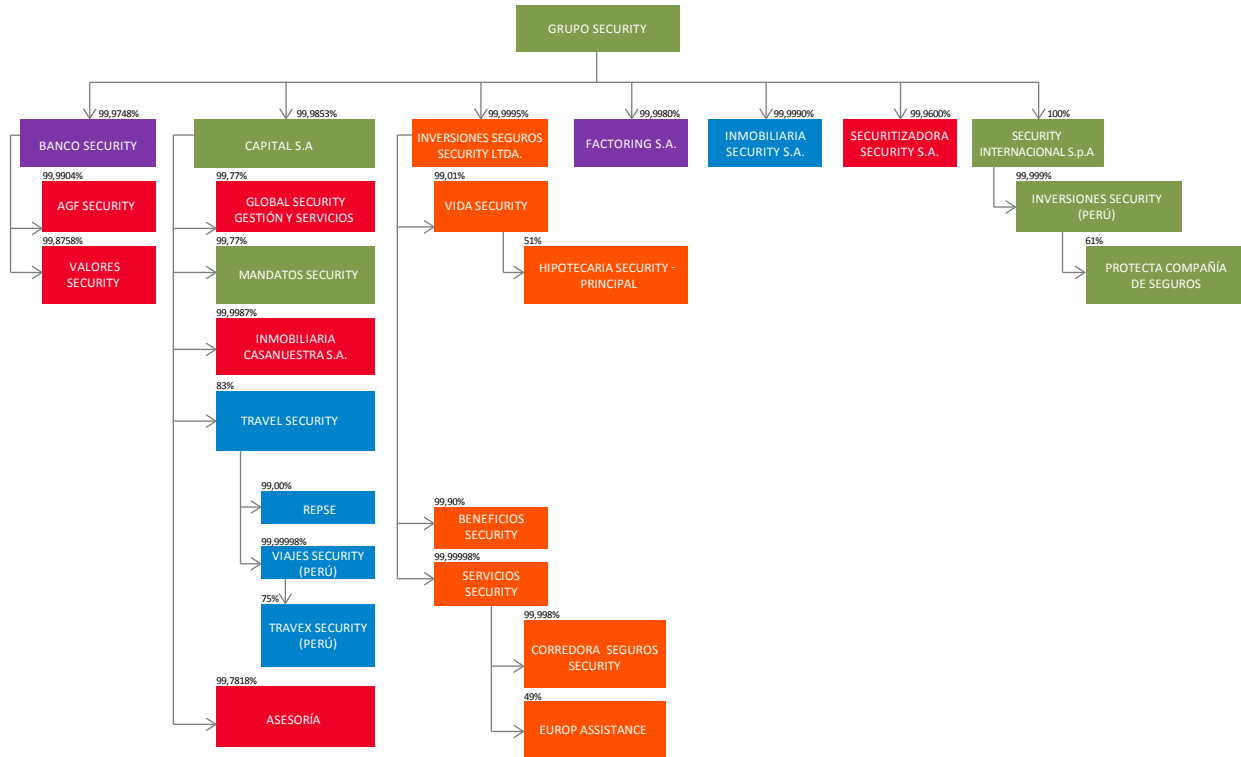 GRUPO SECURITY
99,9748%
99,9853%
99,9995%
99,9980%
99,9990%
99,9600%
100%
BANCO SECURITY
CAPITAL S.A
INVERSIONES SEGUROS
SECURITY LTDA.
FACTORING S.A.
INMOBILIARIA
SECURITY S.A.
SECURITIZADORA
SECURITY S.A.
SECURITY
INTERNACIONAL S.p.A
99,9904%
AGF SECURITY
99,8758%
VALORES
SECURITY
99,77%
GLOBAL SECURITY
GESTIÓN Y SERVICIOS
99,77%
MANDATOS SECURITY
99,9987%
INMOBILIARIA
CASANUESTRA S.A.
83%
TRAVEL SECURITY
99,00%
REPSE
99,99998%
VIAJES SECURITY
(PERÚ)
75%
TRAVEX SECURITY
(PERÚ)
99,7818%
ASESORÍA
99,01%
VIDA SECURITY
51%
HIPOTECARIA SECURITY -
PRINCIPAL
99,90%
BENEFICIOS
SECURITY
99,99998%
SERVICIOS
SECURITY
99,998%
CORREDORA SEGUROS
SECURITY
49%
EUROP ASSISTANCE
99,999%
INVERSIONES SECURITY
(PERÚ)
61%
PROTECTA COMPAÑÍA
DE SEGUROS